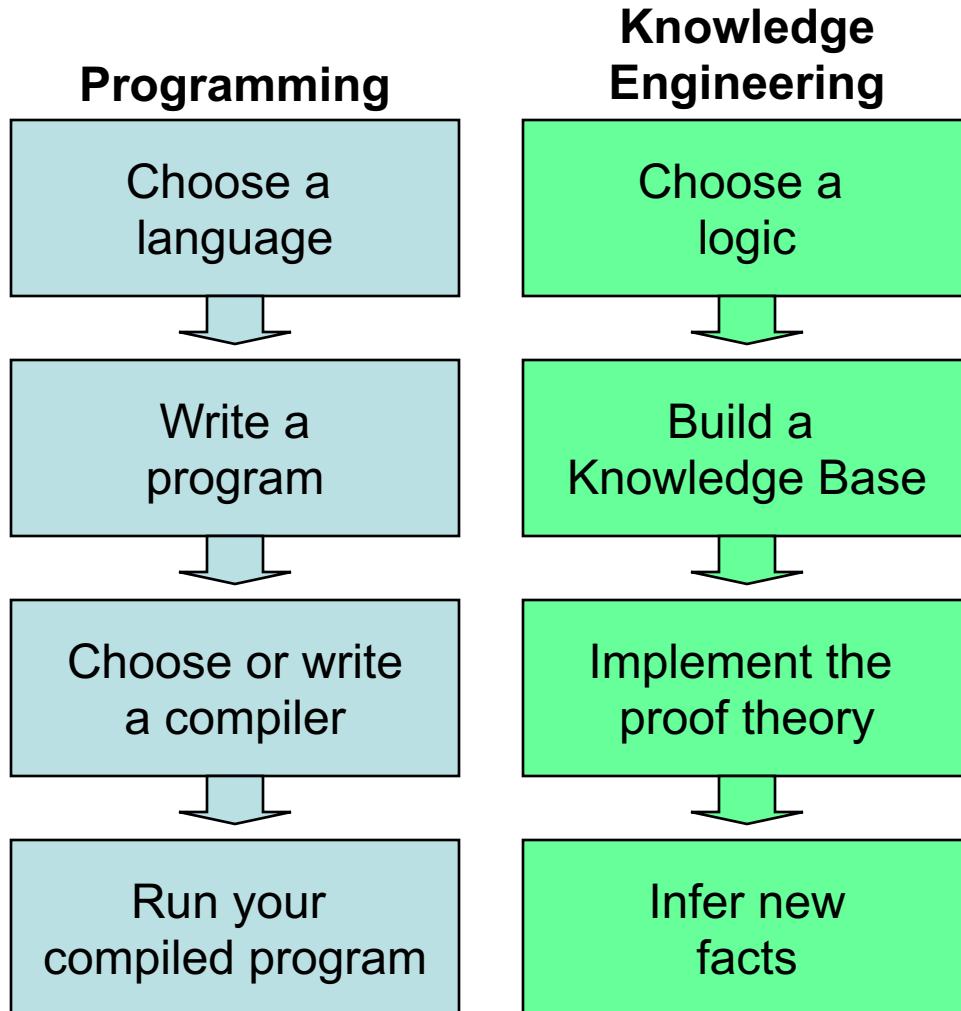 Programming
Choose a
language
Write a
program
Choose or write
a compiler
Run your
compiled program
Knowledge
Engineering
Choose a
logic
Build a
Knowledge Base
Implement the
proof theory
Infer new
facts